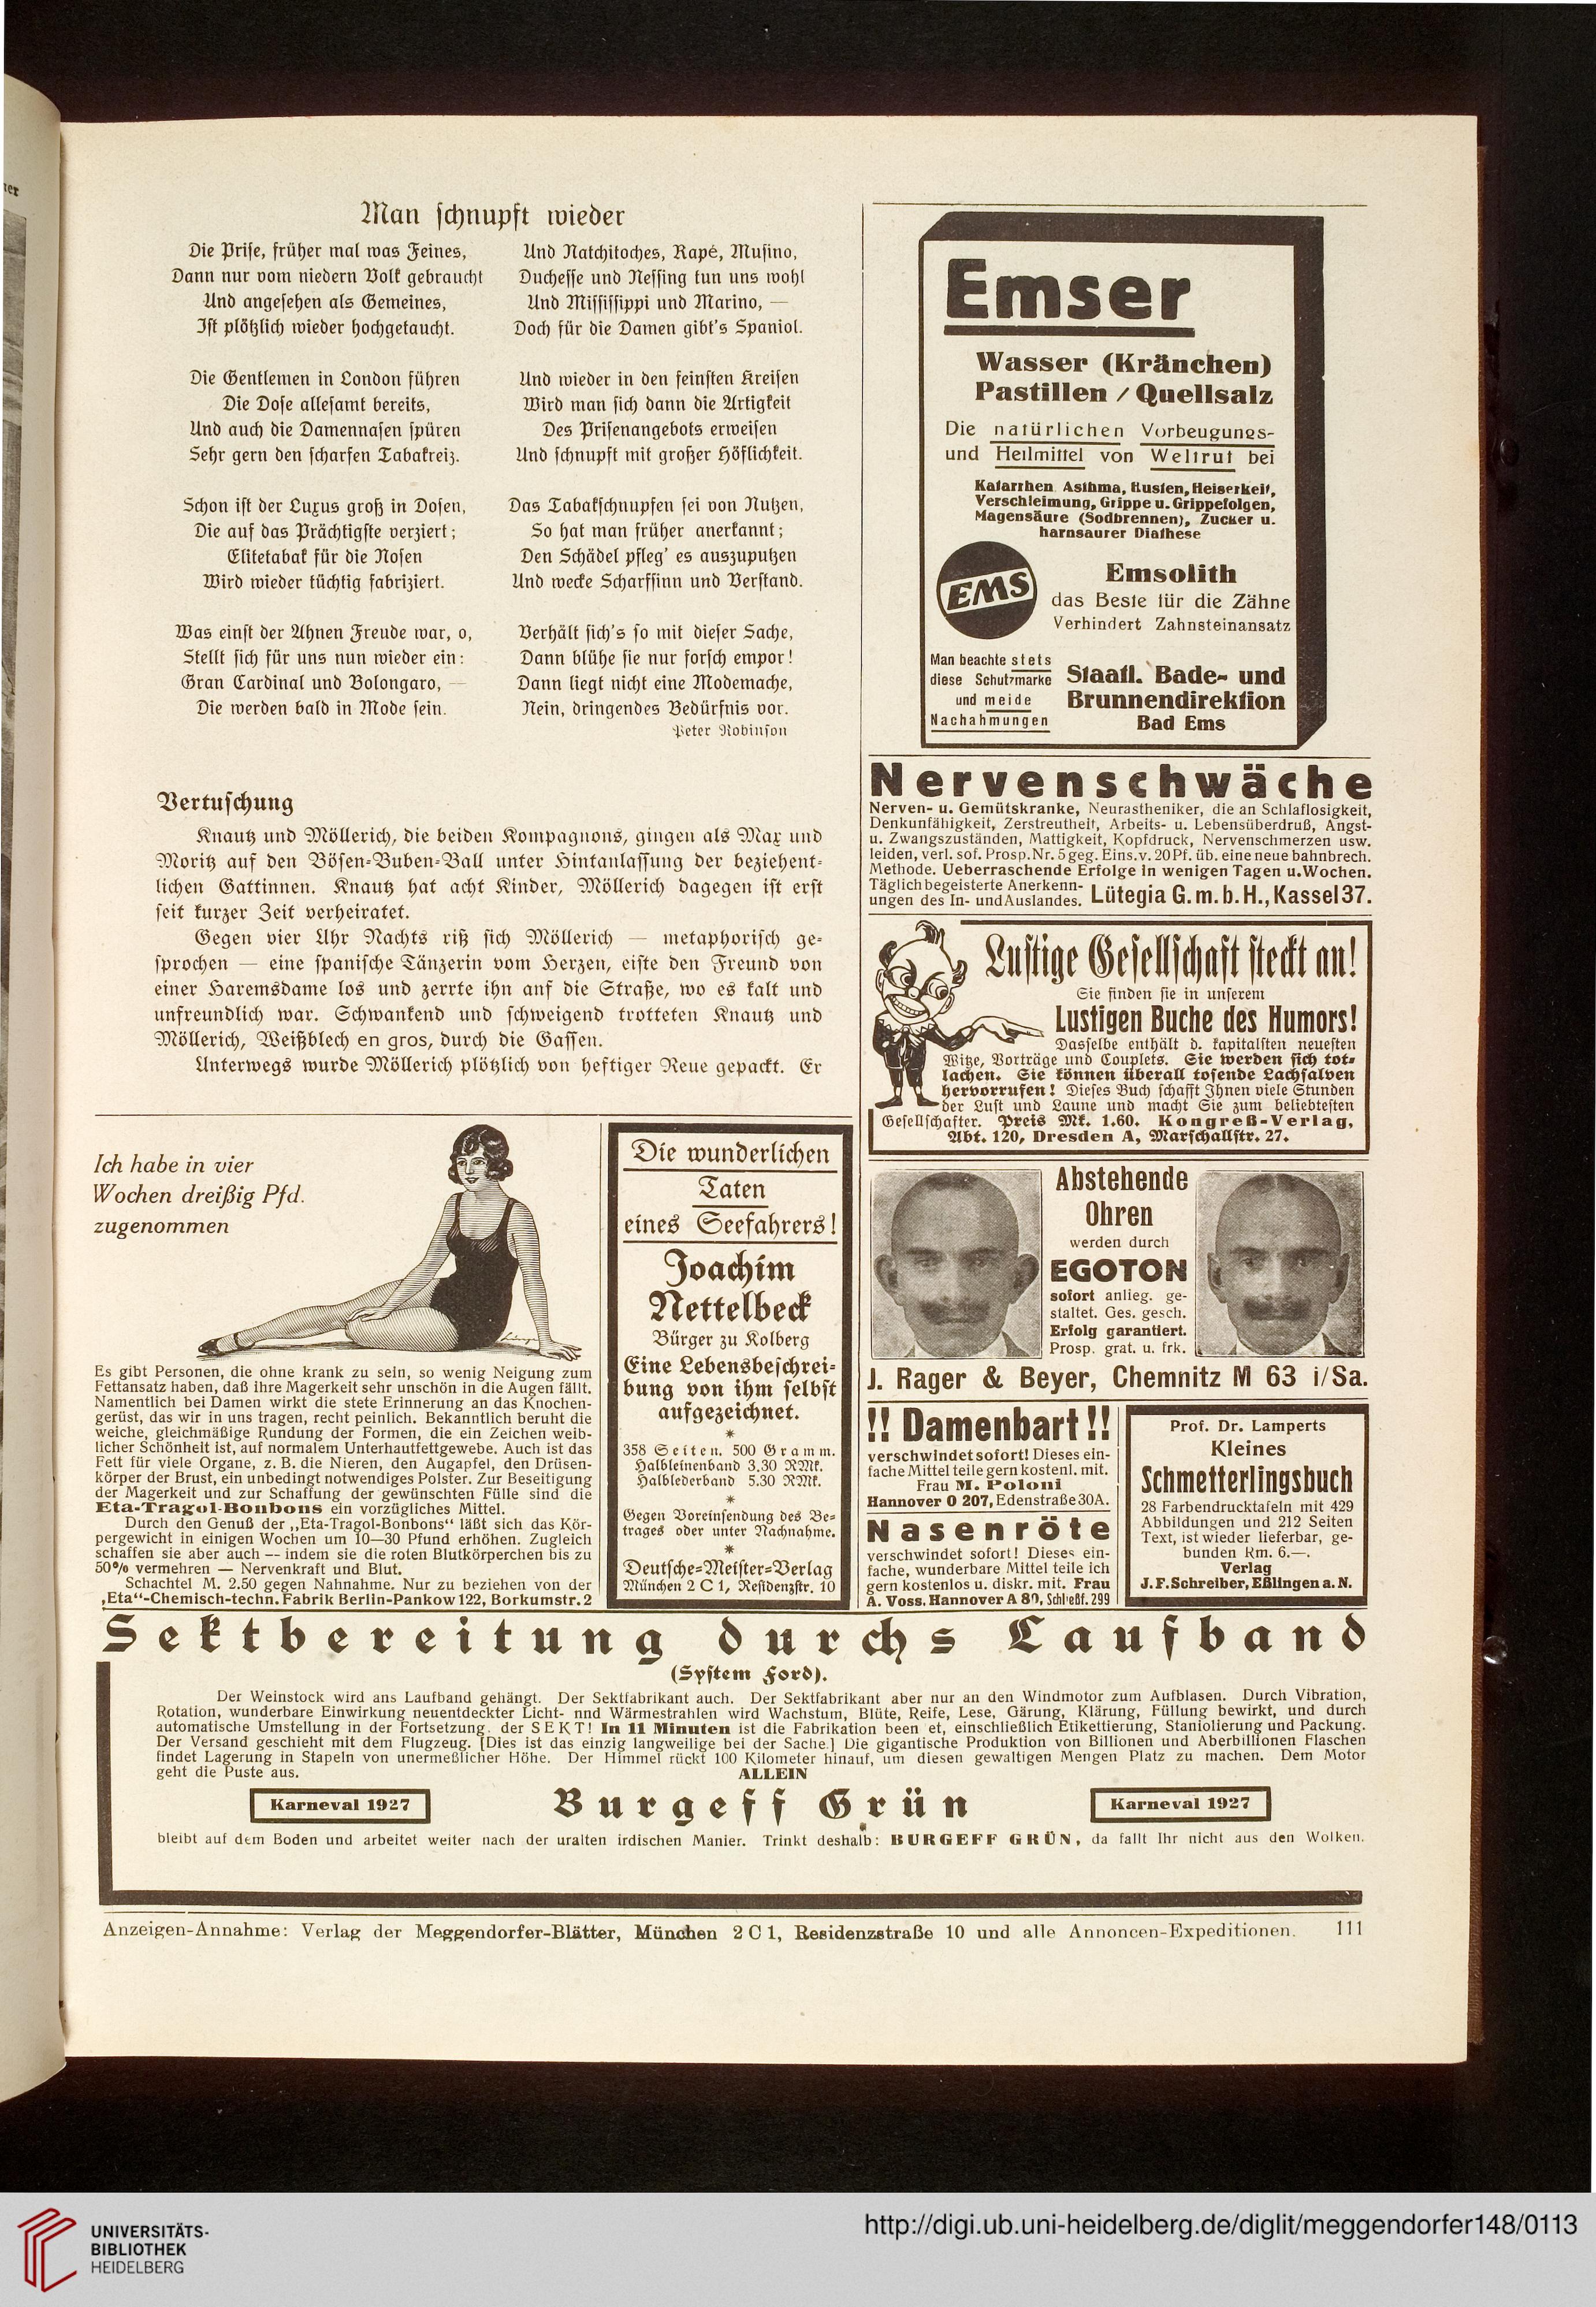 ner
Man schnupft wieder
Die Prise, früher mal was Feines,
Dann nur vom niedern Volk gebraucht
Und angesehen als Gemeines,
Ist plötzlich wieder hochgetaucht.
Die Gentlemen in London führen
Die Dose allesamt bereits,
Und auch die Damennasen spüren
Sehr gern den scharfen Tabakreiz.
Schon ist der Luxus groß in Dosen,
Die auf das Prächtigste verziert;
Elitetabak für die Nosen
Wird wieder tüchtig fabriziert.
Was einst der Ahnen Freude war, o,
Stellt sich für uns nun wieder ein:
Gran Cardinal und Bolongaro, —
Die werden bald in Mode sein.
Und Natchitoches, Rapé, Musino,
Duchesse und Nessing tun uns wohl
Und Mississippi und Marino, —
Doch für die Damen gibt's Spaniol.
Und wieder in den feinsten Kreisen
Wird man sich dann die Artigkeit
Des Prisenangebots erweisen
Und schnupft mit großer Höflichkeit.
Das Tabakschnupfen sei von Nutzen,
So hat man früher anerkannt;
Den Schädel pfleg' es auszuputzen
Und wecke Scharfsinn und Verstand.
Verhält sich's so mit dieser Sache,
Dann blühe sie nur forsch empor!
Dann liegt nicht eine Modemache,
Nein, dringendes Bedürfnis vor.
Peter Robinson
Vertuschung
Knautz und Möllerich, die beiden Kompagnons, gingen als Max und
Moritz auf den Bösen-Buben-Ball unter Hintanlassung der beziehent-
lichen Gattinnen. Knautz hat acht Kinder, Möllerich dagegen ist erst
seit kurzer Zeit verheiratet.
Gegen vier Uhr Nachts riß sich Möllerich — metaphorisch ge-
sprochen — eine spanische Tänzerin vom Herzen, eiste den Freund von
einer Haremsdame los und zerrte ihn auf die Straße, wo es kalt und
unfreundlich war. Schwankend und schweigend trotteten Knautz und
Möllerich, Weißblech en gros, durch die Gassen.
Unterwegs wurde Möllerich plötzlich von heftiger Reue gepackt. Er
Emser
Wasser (Kränchen)
Pastillen / Quellsalz
Die natürlichen Vorbeugungs-
und Heilmittel von Weltruf bei
Katarrhen Asthma, Husten, Heiserkeit,
Verschleimung, Grippe u. Grippefolgen,
Magensäure (Sodbrennen), Zucker u.
harnsaurer Diathese
EMS
Emsolith
das Beste für die Zähne
Verhindert Zahnsteinansatz
Man beachte stets
diese Schutzmarke
und meide
Nachahmungen
Staatl. Bade- und
Brunnendirektion
Bad Ems
Nervenschwäche
Nerven- u. Gemütskranke, Neurastheniker, die an Schlaflosigkeit,
Denkunfähigkeit, Zerstreutheit, Arbeits- u. Lebensüberdruß, Angst-
u. Zwangszuständen, Mattigkeit, Kopfdruck, Nervenschmerzen usw.
leiden, verl. sof. Prosp. Nr. 5 geg. Eins. v. 20 Pf. üb. eine neue bahnbrech.
Methode. Ueberraschende Erfolge in wenigen Tagen u. Wochen.
Täglich begeisterte Anerkenn-
ungen des In- und Auslandes. Lütegia G.m.b.H., Kassel 37.
Lustige Gesellschaft steckt an!
Sie finden sie in unserem
Lustigen Buche des Humors!
Dasselbe enthält d. kapitalsten neuesten
Witze, Vorträge und Couplets. Sie werden sich tot-
lachen. Sie können überall tosende Lachsalven
hervorrufen! Dieses Buch schafft Ihnen viele Stunden
der Lust und Laune und macht Sie zum beliebtesten
Gesellschafter. Preis Mk. 1.60. Kongreß-Verlag,
Abt. 120, Dresden A, Marschallstr. 27.
Abstehende
Ohren
werden durch
EGOTON
sofort anlieg. ge-
staltet. Ges. gesch.
Erfolg garantiert.
Prosp. grat. u. frk.
J. Rager & Beyer, Chemnitz M 63 i/Sa.
!! Damenbart !!
verschwindet sofort! Dieses ein-
fache Mittel teile gern kostenl. mit.
Frau M. Poloni
Hannover O 207, Edenstraße 30A.
Nasenröte
verschwindet sofort! Dieses ein-
fache, wunderbare Mittel teile ich
gern kostenlos u. diskr. mit. Frau
A. Voss, Hannover A 80, Schließf. 299
Prof. Dr. Lamperts
Kleines
Schmetterlingsbuch
28 Farbendrucktafeln mit 429
Abbildungen und 212 Seiten
Text, ist wieder lieferbar, ge-
bunden Rm. 6.—.
Verlag
J. F. Schreiber, Eßlingen a. N.
Ich habe in vier
Wochen dreißig Pfd.
zugenommen
Es gibt Personen, die ohne krank zu sein, so wenig Neigung zum
Fettansatz haben, daß ihre Magerkeit sehr unschön in die Augen fällt.
Namentlich bei Damen wirkt die stete Erinnerung an das Knochen-
gerüst, das wir in uns tragen, recht peinlich. Bekanntlich beruht die
weiche, gleichmäßige Rundung der Formen, die ein Zeichen weib-
licher Schönheit ist, auf normalem Unterhautfettgewebe. Auch ist das
Fett für viele Organe, z. B. die Nieren, den Augapfel, den Drüsen-
körper der Brust, ein unbedingt notwendiges Polster. Zur Beseitigung
der Magerkeit und zur Schaffung der gewünschten Fülle sind die
Eta-Tragol-Bonbons ein vorzügliches Mittel.
Durch den Genuß der „Eta-Tragol-Bonbons“ läßt sich das Kör-
pergewicht in einigen Wochen um 10—30 Pfund erhöhen. Zugleich
schaffen sie aber auch — indem sie die roten Blutkörperchen bis zu
50% vermehren — Nervenkraft und Blut.
Schachtel M. 2.50 gegen Nahnahme. Nur zu beziehen von der
„Eta“-Chemisch-techn. Fabrik Berlin-Pankow 122, Borkumstr. 2
Die wunderlichen
Taten
eines Seefahrers!
Joachim
Nettelbeck
Bürger zu Kolberg
Eine Lebensbeschrei-
bung von ihm selbst
aufgezeichnet.
*
358 Seiten. 500 Gramm.
Halbleinenband 3.30 RMk.
Halblederband 5.30 RMk.
*
Gegen Voreinsendung des Be-
trages oder unter Nachnahme.
*
Deutsche-Meister-Verlag
München 2 C 1, Residenzstr. 10
Sektbereitung durchs Laufband
(System Ford).
Der Weinstock wird ans Laufband gehängt. Der Sektfabrikant auch. Der Sektfabrikant aber nur an den Windmotor zum Aufblasen. Durch Vibration,
Rotation, wunderbare Einwirkung neuentdeckter Licht- nnd Wärmestrahlen wird Wachstum, Blüte, Reife, Lese, Gärung, Klärung, Füllung bewirkt, und durch
automatische Umstellung in der Fortsetzung, der SEKT! In 11 Minuten ist die Fabrikation been et, einschließlich Etikettierung, Staniolierung und Packung.
Der Versand geschieht mit dem Flugzeug. [Dies ist das einzig langweilige bei der Sache.] Die gigantische Produktion von Billionen und Aberbillionen Flaschen
findet Lagerung in Stapeln von unermeßlicher Höhe. Der Himmel rückt 100 Kilometer hinauf, um diesen gewaltigen Mengen Platz zu machen. Dem Motor
geht die Puste aus. ALLEIN
Karneval 1927 Burgeff Grün Karneval 1927
bleibt auf dem Boden und arbeitet weiter nach der uralten irdischen Manier. Trinkt deshalb: BURGEFF GRÜN, da fallt Ihr nicht aus den Wolken.
Anzeigen-Annahme: Verlag der Meggendorfer-Blätter, München 2 C 1, Residenzstraße 10 und alle Annoncen-Expeditionen. 111
UNIVERSITÄTS-
BIBLIOTHEK
HEIDELBERG
http://digi.ub.uni-heidelberg.de/diglit/meggendorfer148/0113